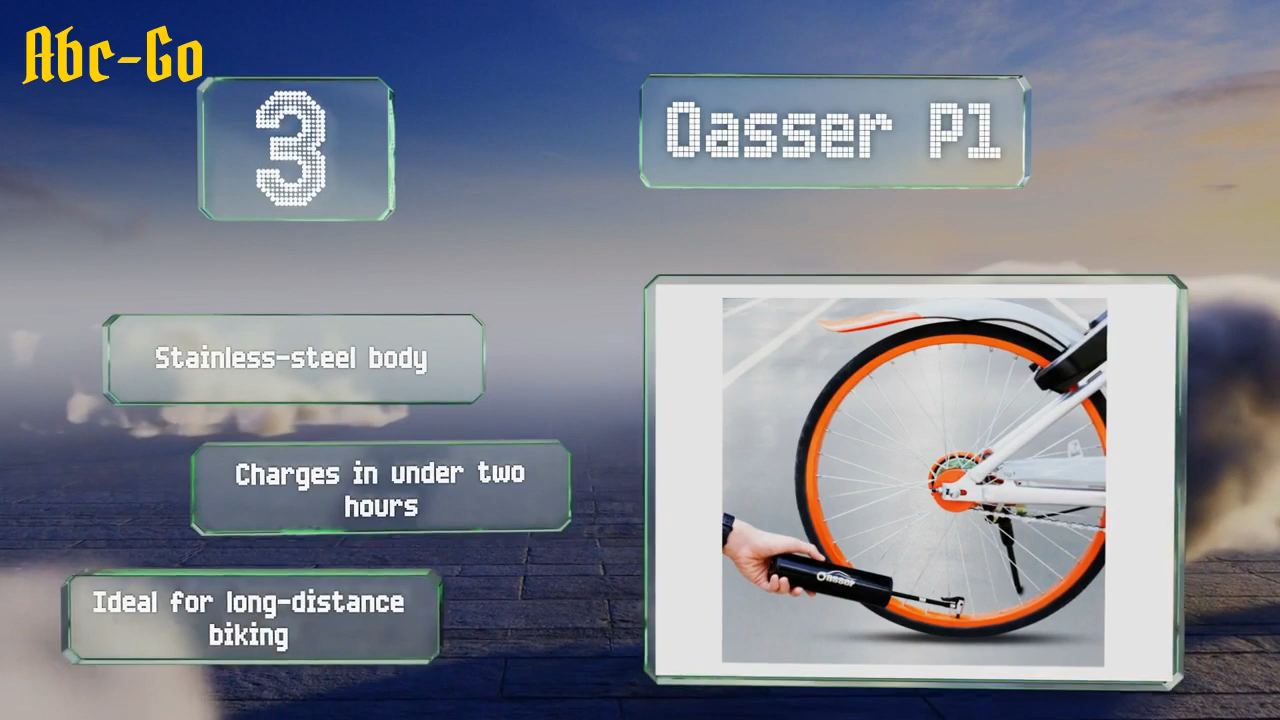 Abc-Go
3
Oasser P1
Stainless-steel body
Charges in under two
hours
Ideal for long-distance
biking
Oasser